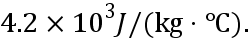 4.2 × 10³J/(kg · ℃).